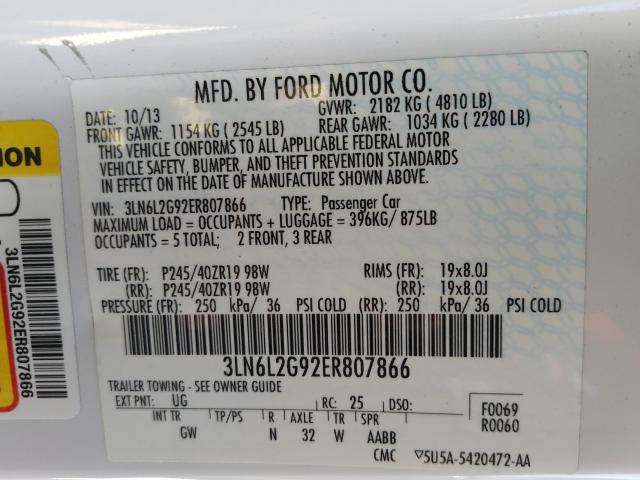 MFD. BY FORD MOTOR CO.
DATE: 10/13 GVWR: 2182 KG ( 4810 LB)
FRONT GAWR: 1154 KG ( 2545 LB) REAR GAWR: 1034 KG ( 2280 LB)
THIS VEHICLE CONFORMS TO ALL APPLICABLE FEDERAL MOTOR
VEHICLE SAFETY, BUMPER, AND THEFT PREVENTION STANDARDS
IN EFFECT ON THE DATE OF MANUFACTURE SHOWN ABOVE.
VIN: 3LN6L2G92ER807866 TYPE: Passenger Car
MAXIMUM LOAD = OCCUPANTS + LUGGAGE = 396KG/ 875LB
OCCUPANTS = 5 TOTAL; 2 FRONT, 3 REAR
TIRE (FR): P245/40ZR19 98W RIMS (FR): 19x8.0J
(RR): P245/40ZR19 98W (RR): 19x8.0J
PRESSURE (FR): 250 kPa/ 36 PSI COLD (RR): 250 kPa/ 36 PSI COLD
3LN6L2G92ER807866
TRAILER TOWING - SEE OWNER GUIDE
EXT PNT: UG RC: 25 DSO: F0069
INT TR TP/PS R AXLE TR SPR R0060
GW N 32 W AABB
CMC ▽5U5A-5420472-AA
3LN6L2G92ER807866